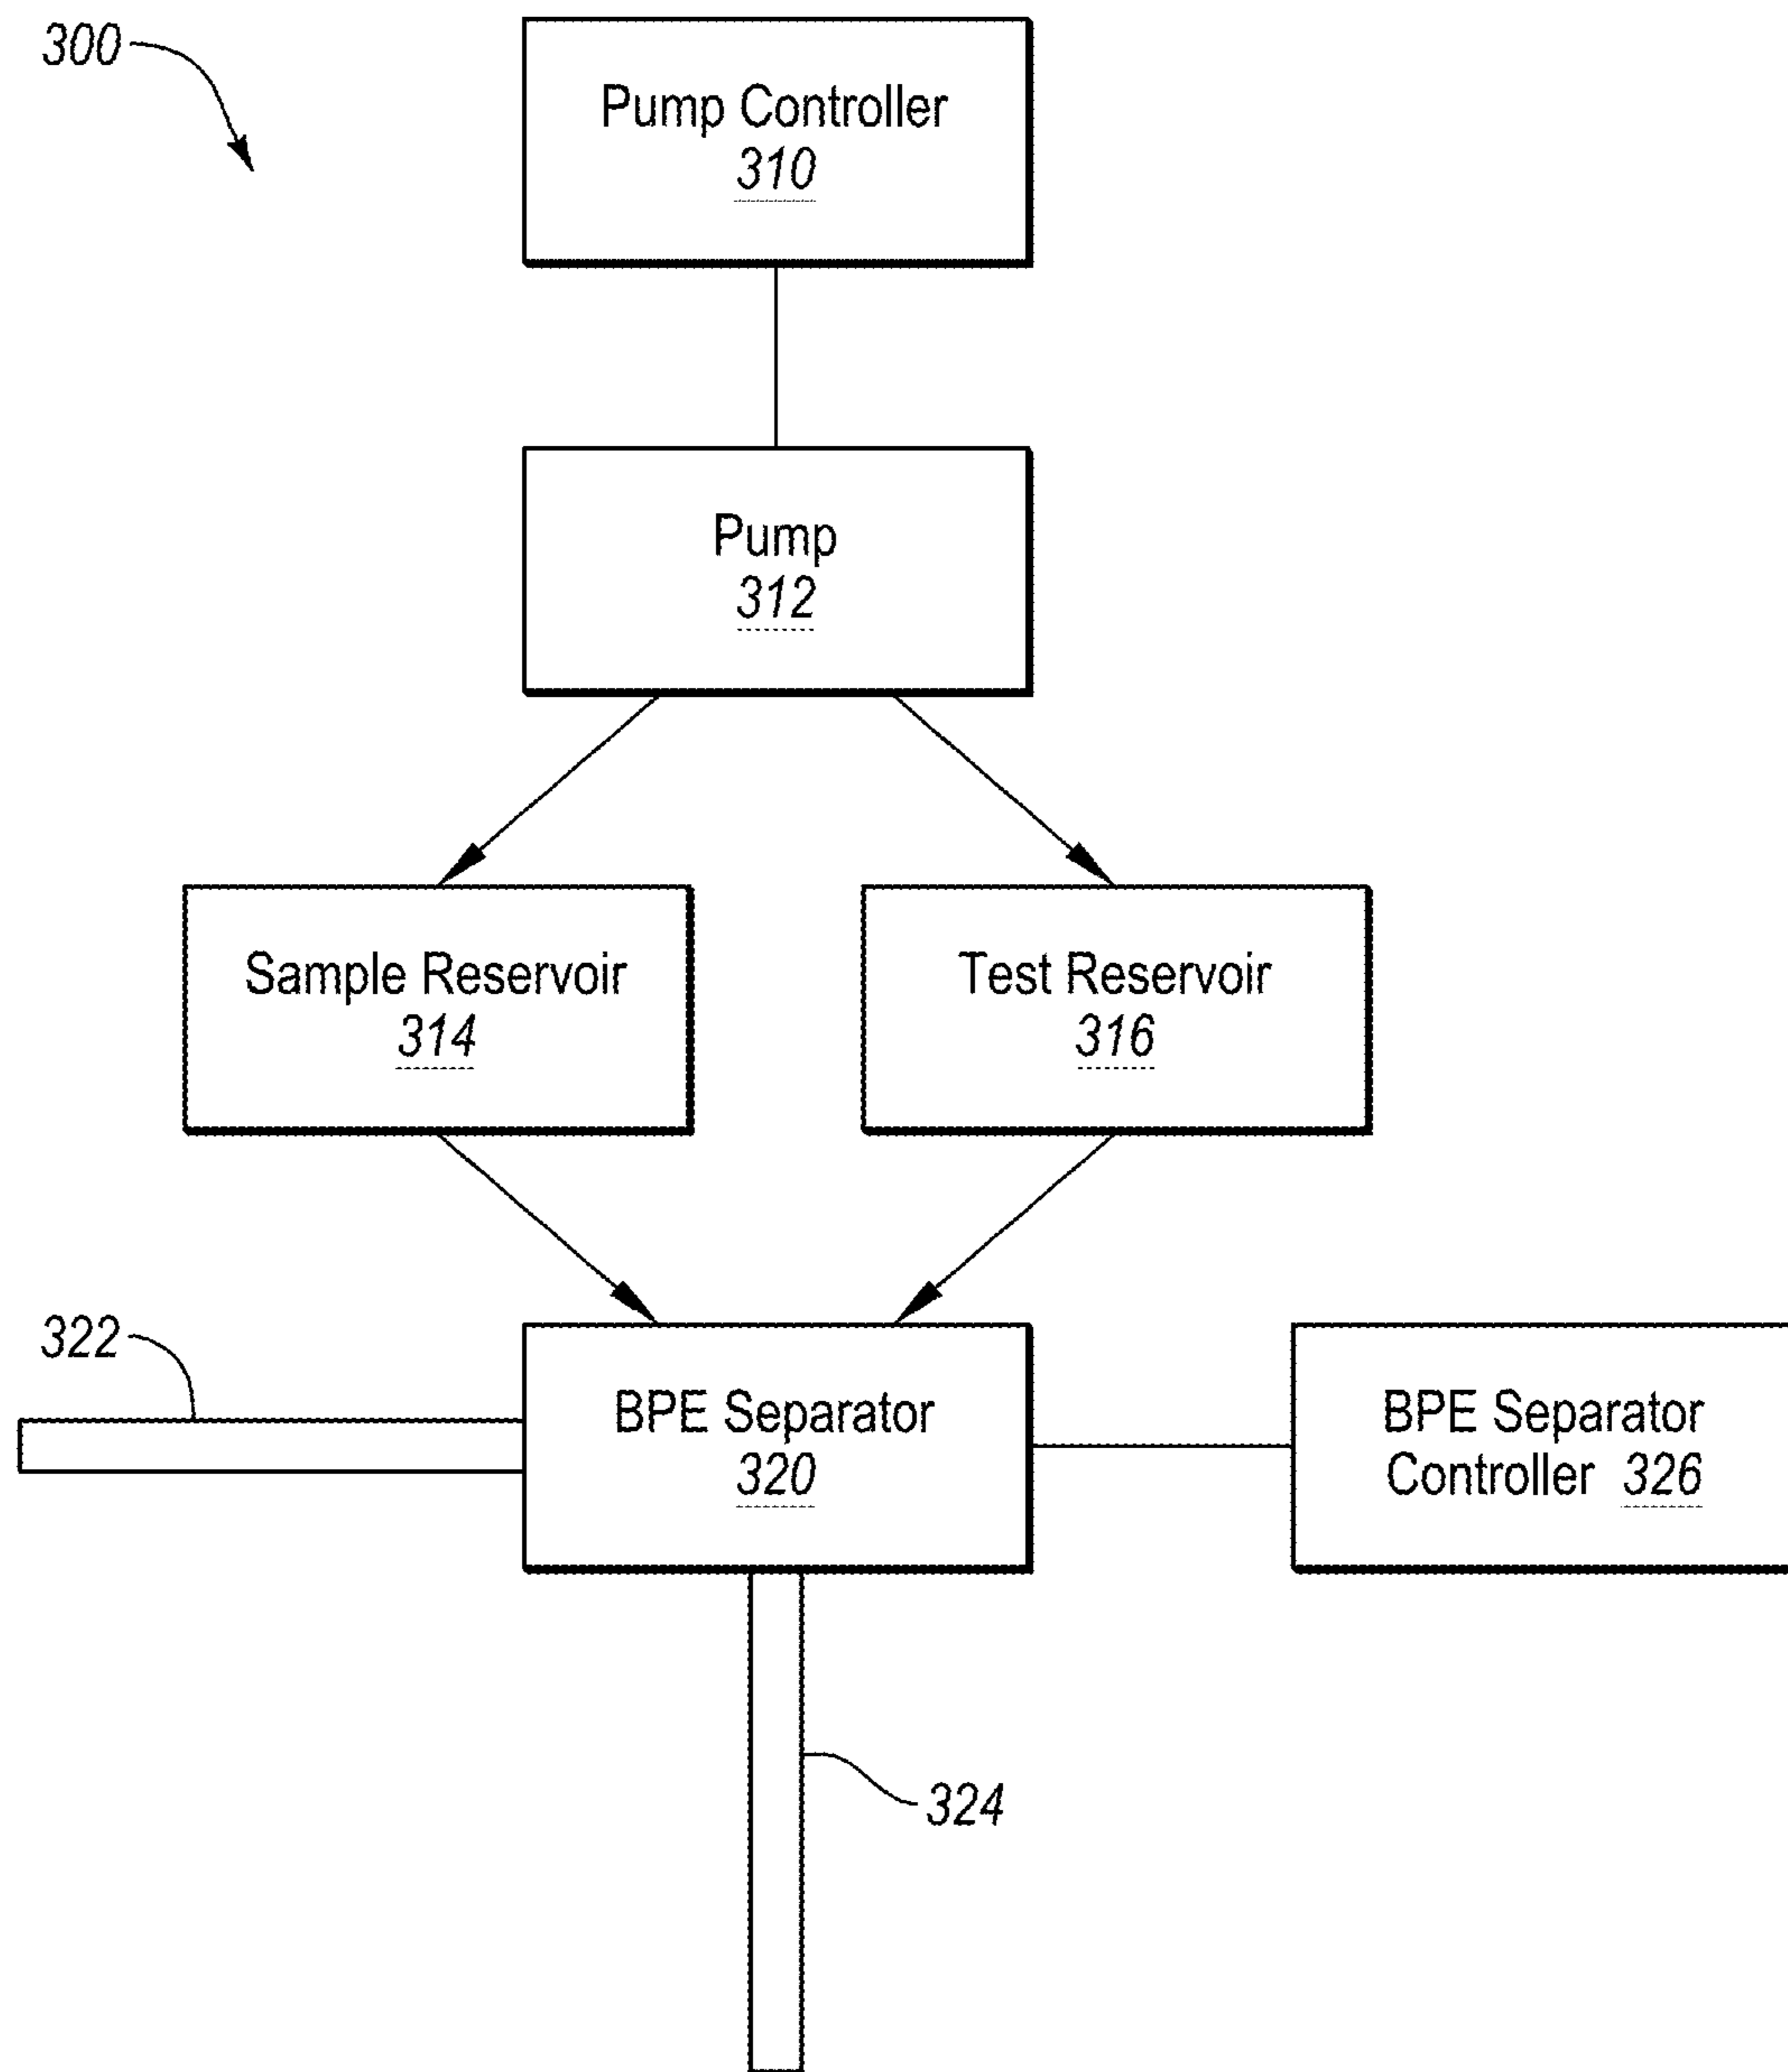 300
Pump Controller
310
Pump
312
Sample Reservoir
314
Test Reservoir
316
322
BPE Separator
320
BPE Separator
Controller 326
324